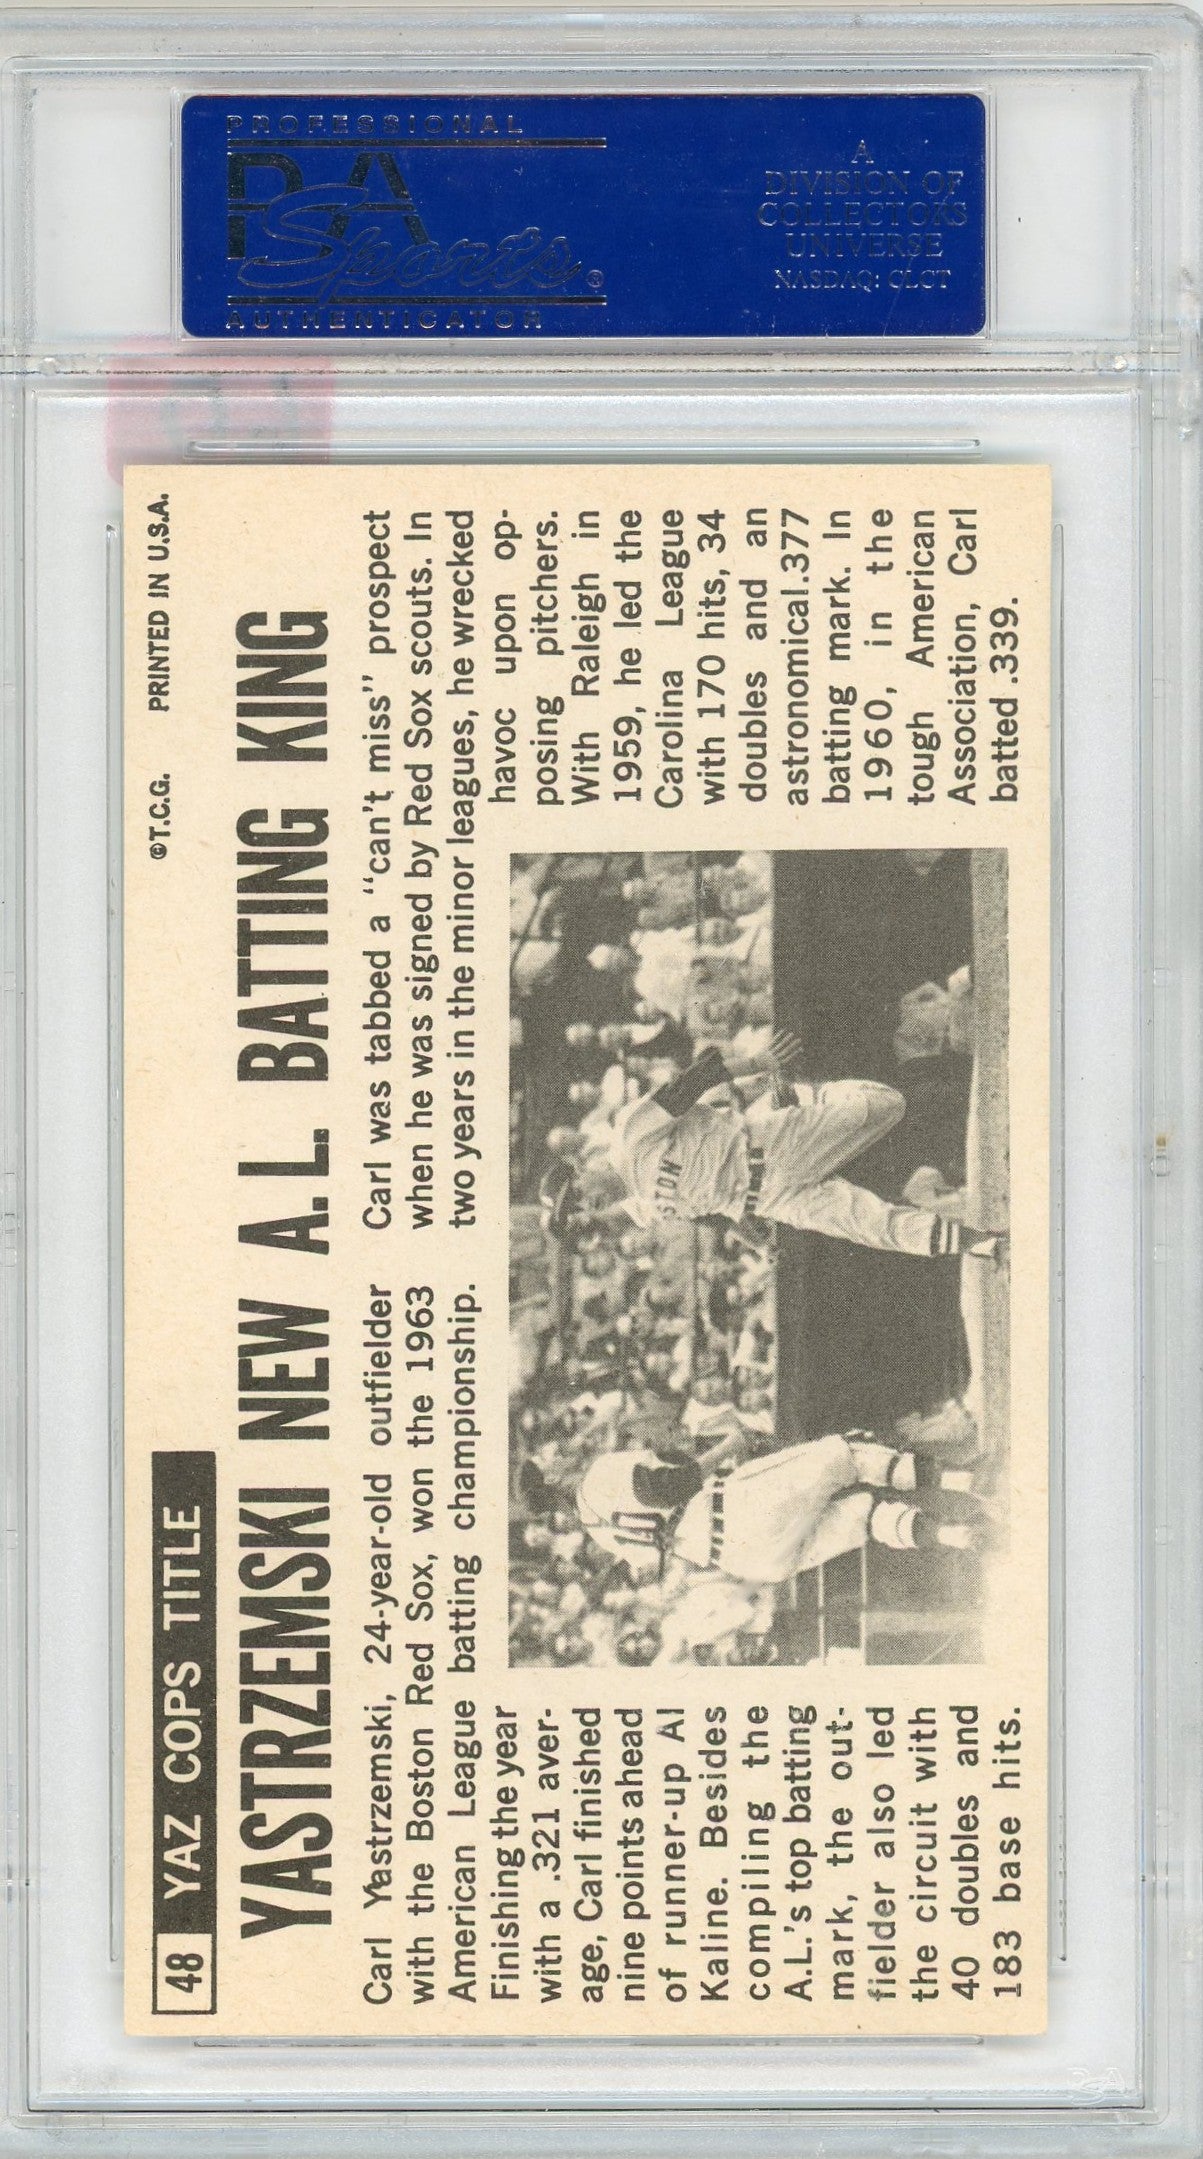 PROFESSIONAL
PSA
Sports®
AUTHENTICATOR
A
DIVISION OF
COLLECTORS
UNIVERSE
NASDAQ: CLCT
48 YAZ COPS TITLE
©T.C.G. PRINTED IN U.S.A.
YASTRZEMSKI NEW A.L. BATTING KING
Carl Yastrzemski, 24-year-old outfielder
with the Boston Red Sox, won the 1963
American League batting championship.
Finishing the year
with a .321 aver-
age, Carl finished
nine points ahead
of runner-up Al
Kaline. Besides
compiling the
A.L.'s top batting
mark, the out-
fielder also led
the circuit with
40 doubles and
183 base hits.
Carl was tabbed a "can't miss" prospect
when he was signed by Red Sox scouts. In
two years in the minor leagues, he wrecked
havoc upon op-
posing pitchers.
With Raleigh in
1959, he led the
Carolina League
with 170 hits, 34
doubles and an
astronomical.377
batting mark. In
1960, in the
tough American
Association, Carl
batted .339.
STON
PSA